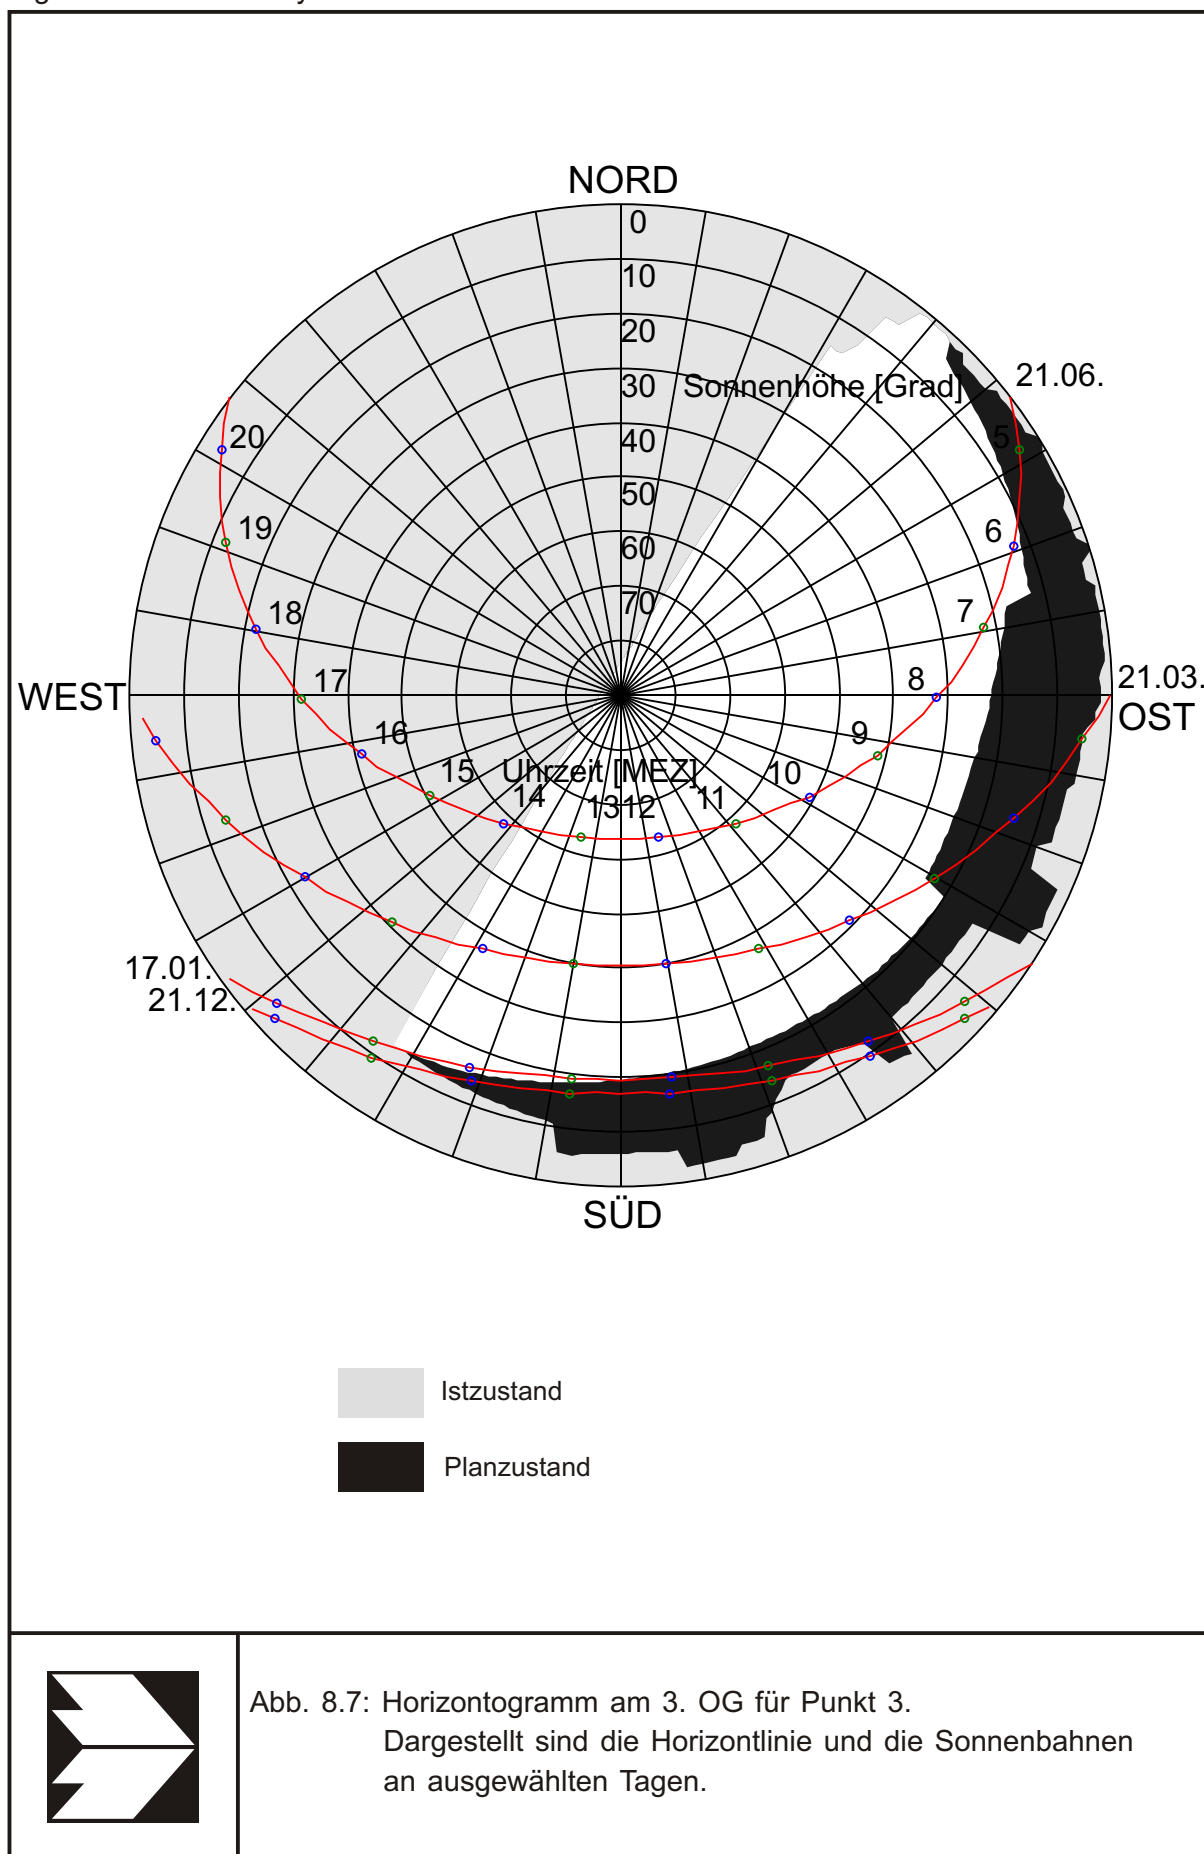 NORD
0
10
20
30
Sonnenhöhe [Grad]
21.06.
40
20
5
50
19
6
60
18
70
7
WEST
17
8
21.03.
OST
16
9
15
Uhrzeit [MEZ]
10
14
13
12
11
17.01.
21.12.
SÜD
Istzustand
Planzustand
Abb. 8.7: Horizontogramm am 3. OG für Punkt 3.
Dargestellt sind die Horizontlinie und die Sonnenbahnen
an ausgewählten Tagen.